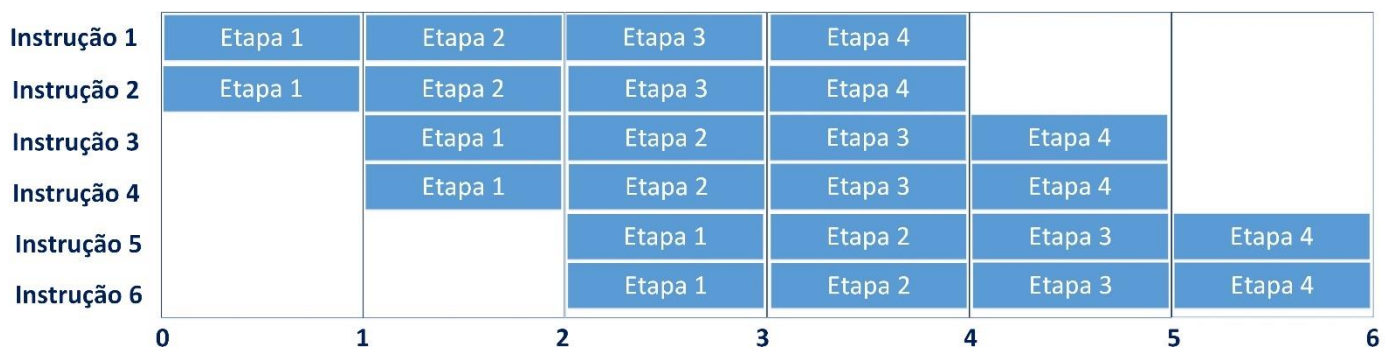 Instrução 1 Etapa 1 Etapa 2 Etapa 3 Etapa 4
Instrução 2 Etapa 1 Etapa 2 Etapa 3 Etapa 4
Instrução 3 Etapa 1 Etapa 2 Etapa 3 Etapa 4
Instrução 4 Etapa 1 Etapa 2 Etapa 3 Etapa 4
Instrução 5 Etapa 1 Etapa 2 Etapa 3 Etapa 4
Instrução 6 Etapa 1 Etapa 2 Etapa 3 Etapa 4
0 1 2 3 4 5 6